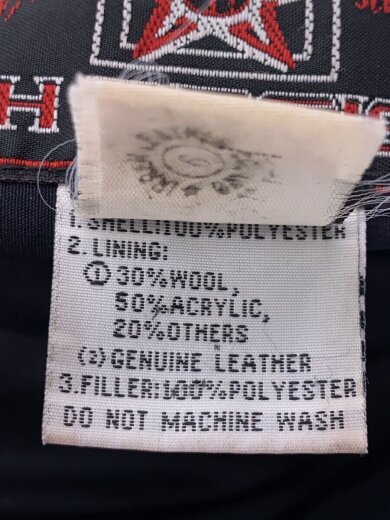 1. SHELL:100%POLYESTER
2. LINING:
① 30%WOOL,
50%ACRYLIC,
20%OTHERS
(2) GENUINE LEATHER
3.FILLER:100%POLYESTER
DO NOT MACHINE WASH